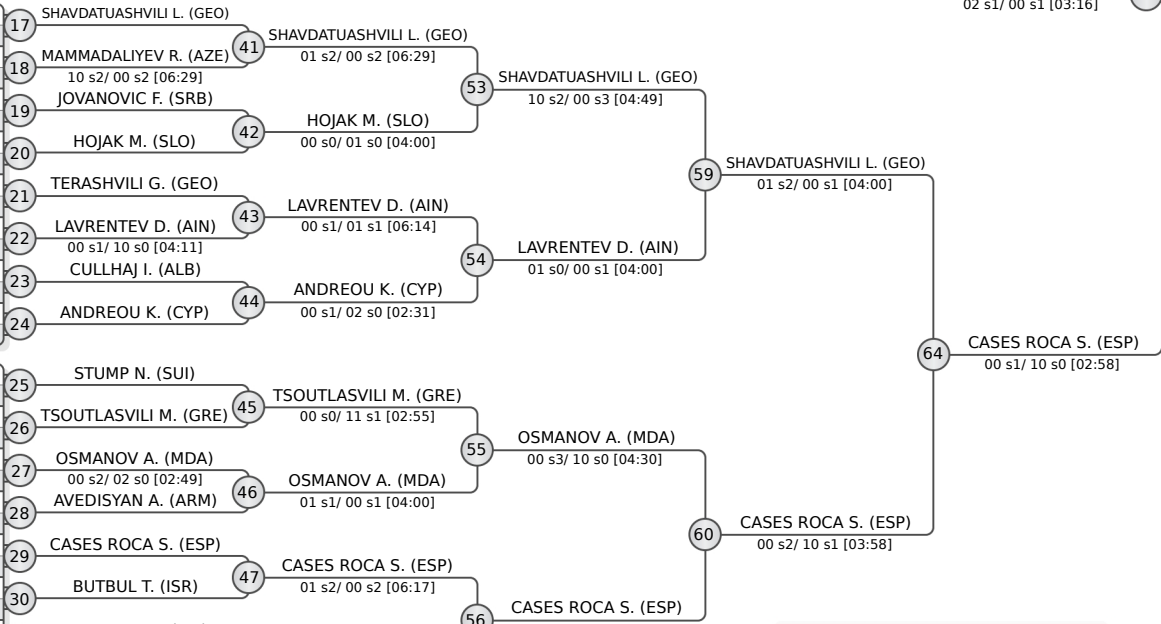 02 s1/ 00 s1 [03:16]
17
SHAVDATUASHVILI L. (GEO)
18
MAMMADALIYEV R. (AZE)
10 s2/ 00 s2 [06:29]
19
JOVANOVIC F. (SRB)
20
HOJAK M. (SLO)
21
TERASHVILI G. (GEO)
22
LAVRENTEV D. (AIN)
00 s1/ 10 s0 [04:11]
23
CULLHAJ I. (ALB)
24
ANDREOU K. (CYP)
25
STUMP N. (SUI)
26
TSOUTLASVILI M. (GRE)
27
OSMANOV A. (MDA)
00 s2/ 02 s0 [02:49]
28
AVEDISYAN A. (ARM)
29
CASES ROCA S. (ESP)
30
BUTBUL T. (ISR)
41
SHAVDATUASHVILI L. (GEO)
01 s2/ 00 s2 [06:29]
42
HOJAK M. (SLO)
00 s0/ 01 s0 [04:00]
43
LAVRENTEV D. (AIN)
00 s1/ 01 s1 [06:14]
44
ANDREOU K. (CYP)
00 s1/ 02 s0 [02:31]
45
TSOUTLASVILI M. (GRE)
00 s0/ 11 s1 [02:55]
46
OSMANOV A. (MDA)
01 s1/ 00 s1 [04:00]
47
CASES ROCA S. (ESP)
01 s2/ 00 s2 [06:17]
53
SHAVDATUASHVILI L. (GEO)
10 s2/ 00 s3 [04:49]
54
LAVRENTEV D. (AIN)
01 s0/ 00 s1 [04:00]
55
OSMANOV A. (MDA)
00 s3/ 10 s0 [04:30]
56
CASES ROCA S. (ESP)
59
SHAVDATUASHVILI L. (GEO)
01 s2/ 00 s1 [04:00]
60
CASES ROCA S. (ESP)
00 s2/ 10 s1 [03:58]
64
CASES ROCA S. (ESP)
00 s1/ 10 s0 [02:58]